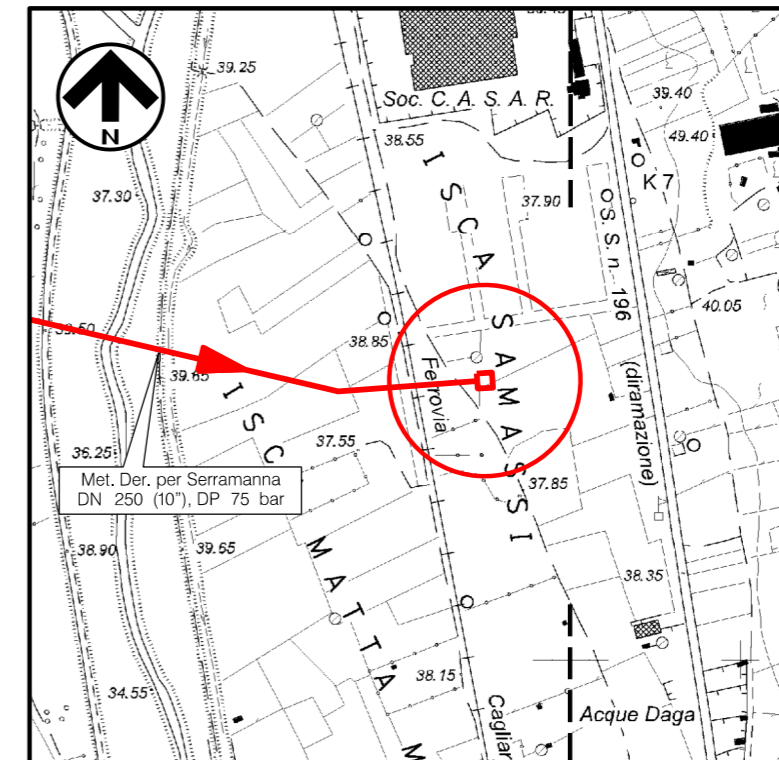 39.25
N
Soc. C. A. S. A. R.
39.40
49.40
38.55
K 7
37.30
37.90
I S C A S A M A S S I
S. S. n. 196
(diramazione)
40.05
38.85
Ferrovia
39.65
I S C
37.55
36.25
Met. Der. per Serramanna
DN 250 (10"), DP 75 bar
37.85
38.90
39.65
M A T T A
38.35
38.15
34.55
Acque Daga
M